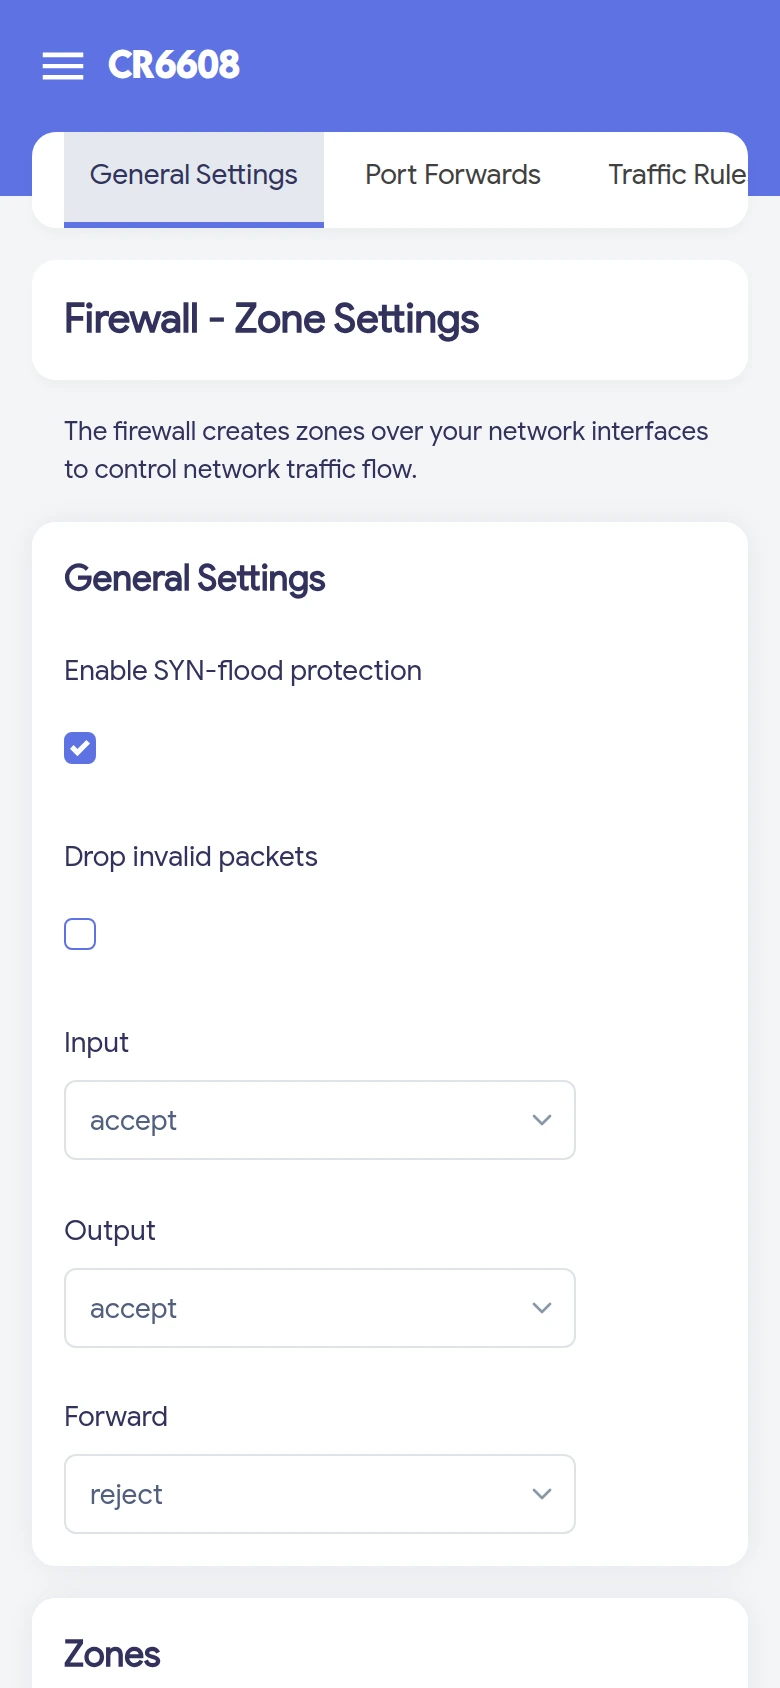 CR6608
General Settings
Port Forwards
Traffic Rule
Firewall - Zone Settings
The firewall creates zones over your network interfaces
to control network traffic flow.
General Settings
Enable SYN-flood protection
Drop invalid packets
Input
accept
Output
accept
Forward
reject
Zones